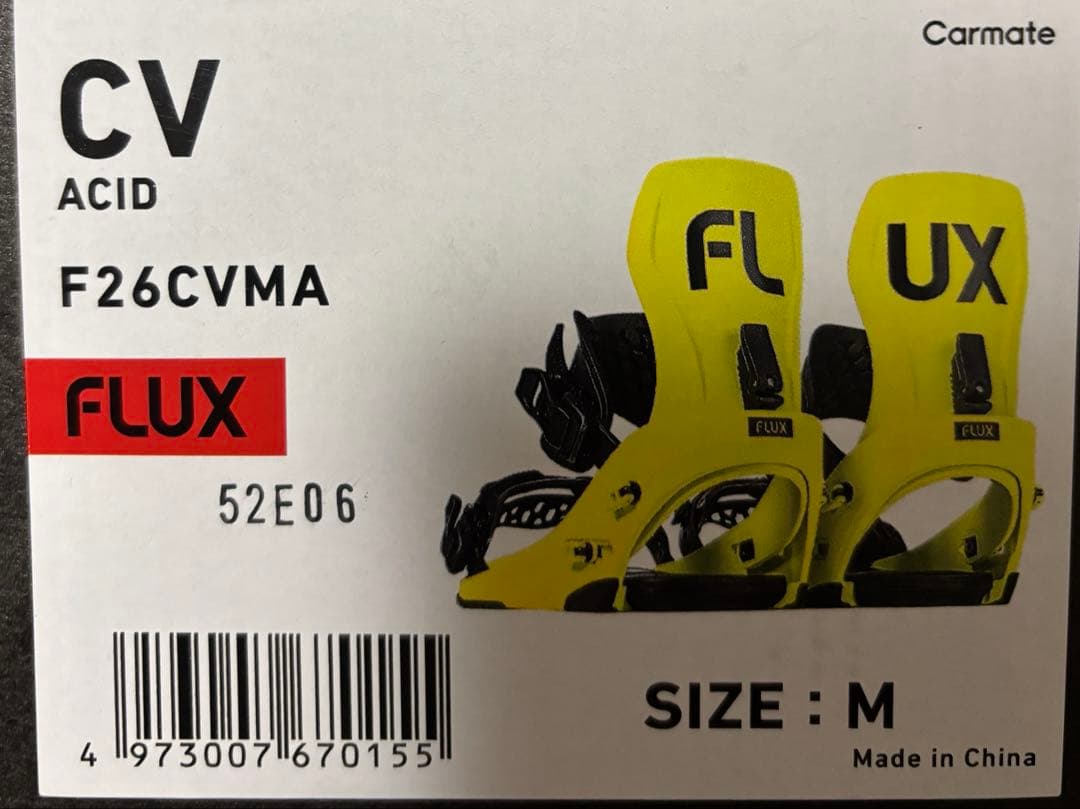 Carmate
CV
ACID
F26CVMA
FLUX
52E06
FL UX
FLUX FLUX
4 973007 670155
SIZE : M
Made in China